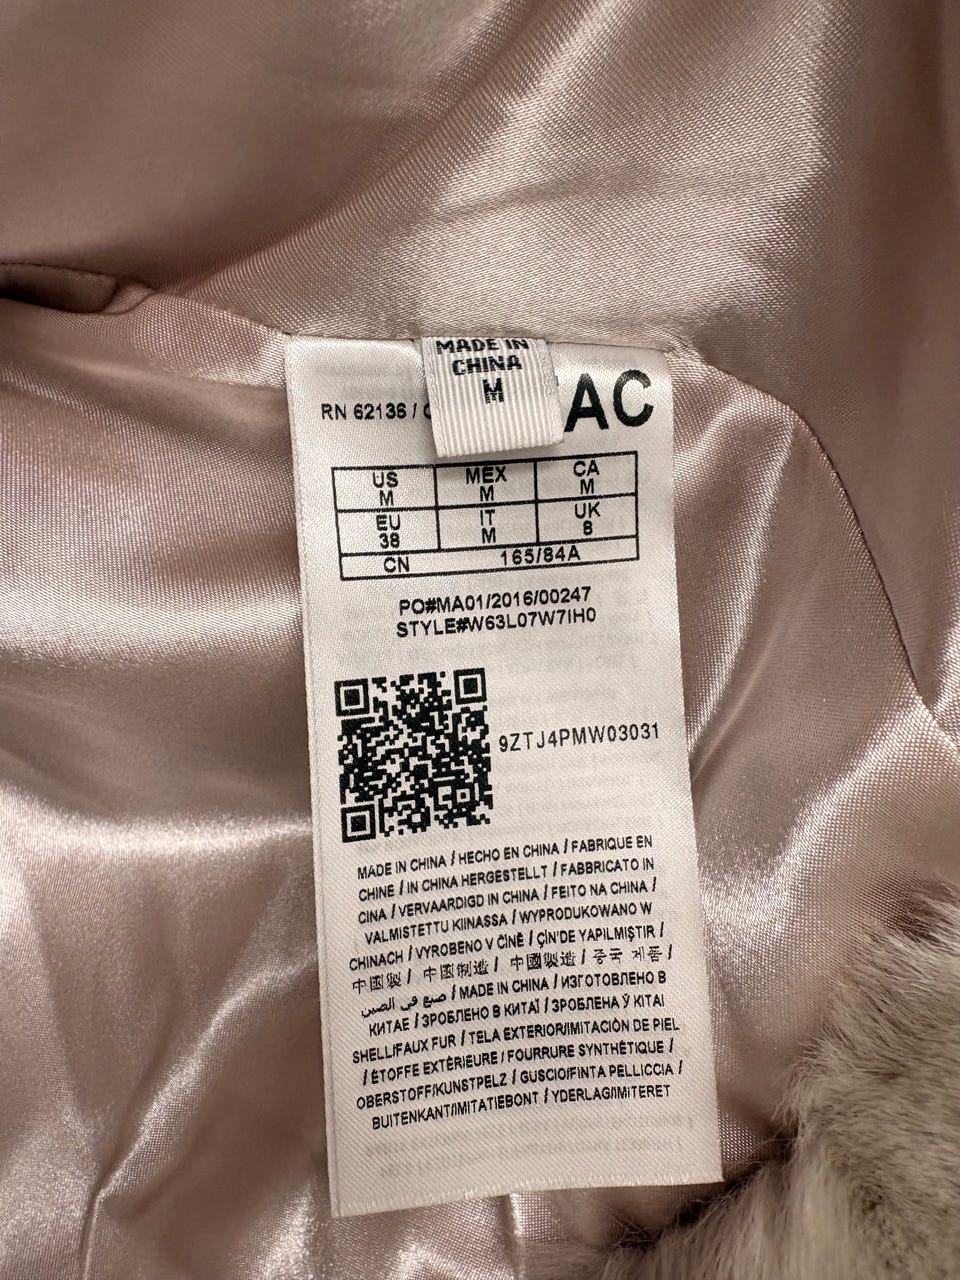 MADE IN
CHINA
M
RN 62136 /
AC
US
M
MEX
M
CA
M
EU
38
IT
M
UK
8
CN
165/84A
PO#MA01/2016/00247
STYLE#W63L07W7IH0
9ZTJ4PMW03031
MADE IN CHINA / HECHO EN CHINA / FABRIQUE EN
CHINE / IN CHINA HERGESTELLT / FABBRICATO IN
CINA / VERVAARDIGD IN CHINA / FEITO NA CHINA /
VALMISTETTU KIINASSA / WYPRODUKOWANO W
CHINACH / VYROBENO V ČÍNĚ / ÇİN'DE YAPILMIŞTIR /
中國製 / 中國制造 / 中國製造 / 중국 제품 /
صنع في الصين / MADE IN CHINA / ИЗГОТОВЛЕНО В
КИТАЕ / ЗРОБЛЕНО В КИТАЇ / ЗРОБЛЕНА Ў КІТАІ
SHELL/FAUX FUR / TELA EXTERIOR/IMITACIÓN DE PIEL
/ ÉTOFFE EXTÉRIEURE / FOURRURE SYNTHÉTIQUE /
OBERSTOFF/KUNSTPELZ / GUSCIO/FINTA PELLICCIA /
BUITENKANT/IMITATIEBONT / YDERLAG/IMITERET